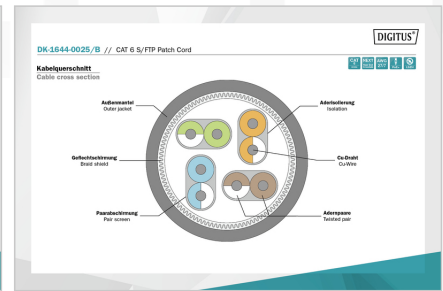 DIGITUS®
DK-1644-0025/B // CAT 6 S/FTP Patch Cord
Kabelquerschnitt
Cable cross section
Außenmantel
Outer jacket
Aderisolierung
Isolation
Geflechtschirmung
Braid shield
Cu-Draht
Cu-Wire
Paarabschirmung
Pair screen
Adernpaare
Twisted pair